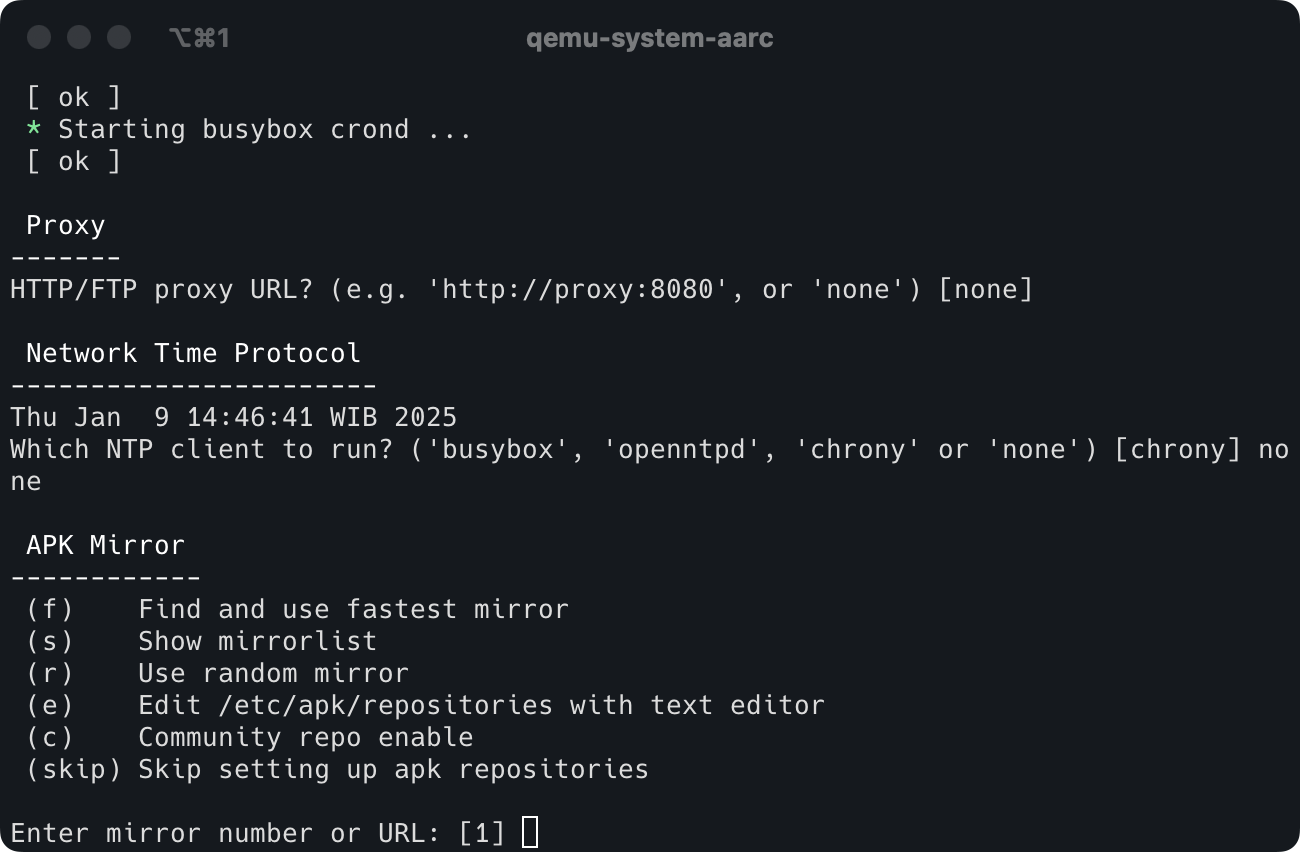 ⌥⌘1 qemu-system-aarc
[ ok ]
* Starting busybox crond ...
[ ok ]
Proxy
-------
HTTP/FTP proxy URL? (e.g. 'http://proxy:8080', or 'none') [none]
Network Time Protocol
-----------------------
Thu Jan  9 14:46:41 WIB 2025
Which NTP client to run? ('busybox', 'openntpd', 'chrony' or 'none') [chrony] no
ne
APK Mirror
------------
(f)    Find and use fastest mirror
(s)    Show mirrorlist
(r)    Use random mirror
(e)    Edit /etc/apk/repositories with text editor
(c)    Community repo enable
(skip) Skip setting up apk repositories
Enter mirror number or URL: [1]